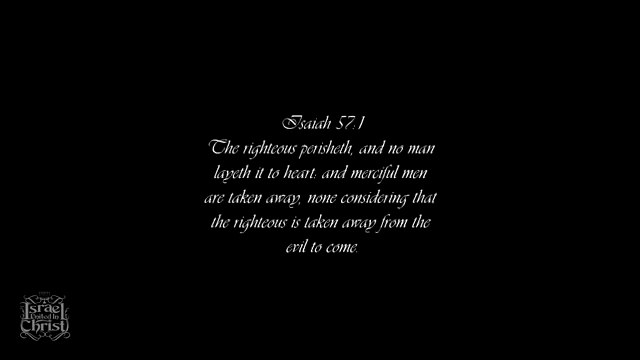 Isaiah 57:1
The righteous perisheth, and no man
layeth it to heart: and merciful men
are taken away, none considering that
the righteous is taken away from the
evil to come.
Israel
United In
Christ